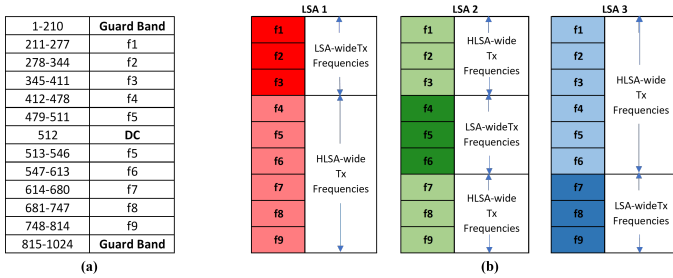 1-210 Guard Band
211-277 f1
278-344 f2
345-411 f3
412-478 f4
479-511 f5
512 DC
513-546 f5
547-613 f6
614-680 f7
681-747 f8
748-814 f9
815-1024 Guard Band
(a)
LSA 1
f1
f2
f3
f4
f5
f6
f7
f8
f9
LSA-wideTx
Frequencies
HLSA-wide
Tx
Frequencies
LSA 2
f1
f2
f3
f4
f5
f6
f7
f8
f9
HLSA-wide
Tx
Frequencies
LSA-wideTx
Frequencies
HLSA-wide
Tx
Frequencies
LSA 3
f1
f2
f3
f4
f5
f6
f7
f8
f9
HLSA-wide
Tx
Frequencies
LSA-wideTx
Frequencies
(b)